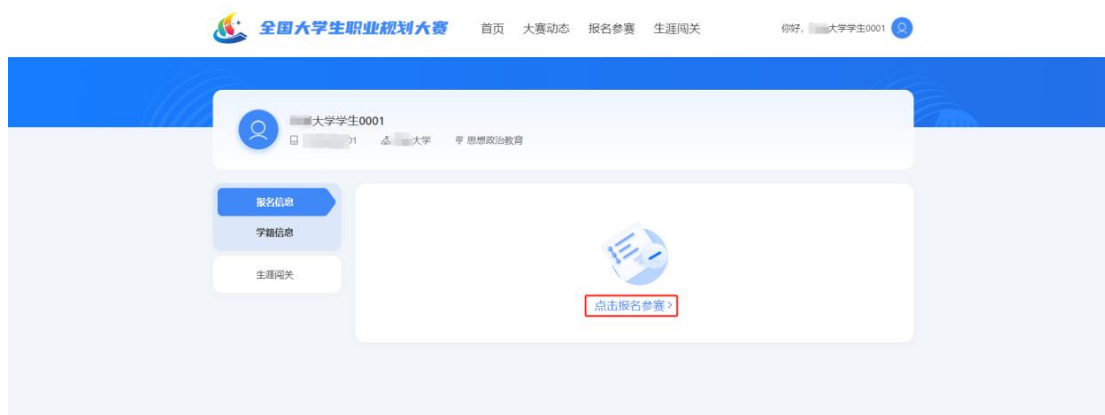 全国大学生职业规划大赛 首页 大赛动态 报名参赛 生涯闯关 你好, 大学学生0001
大学学生0001
01 大学 思想政治教育
报名信息
学籍信息
生涯闯关
点击报名参赛>